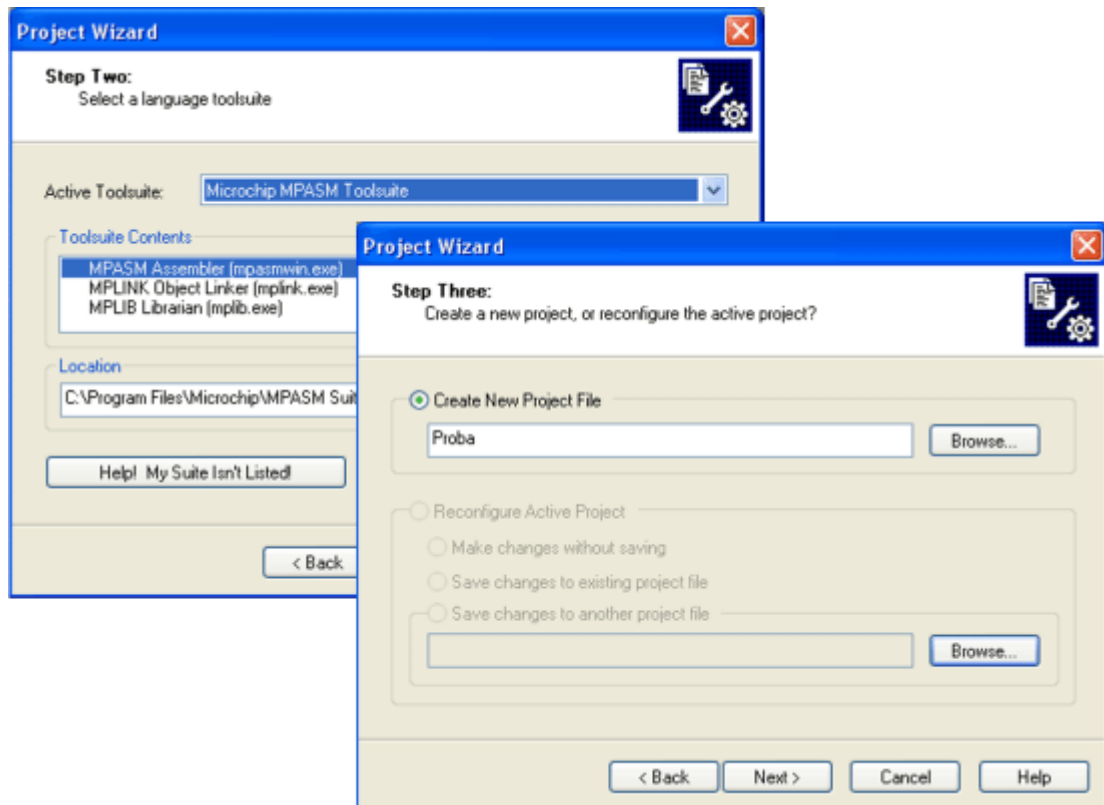 Project Wizard
Step Two:
Select a language toolsuite
Active Toolsuite: Microchip MPASM Toolsuite
Toolsuite Contents
MPASM Assembler (mpasmwin.exe)
MPLINK Object Linker (mplink.exe)
MPLIB Librarian (mplib.exe)
Location
C:\Program Files\Microchip\MPASM Suit
Help! My Suite Isn't Listed!
< Back
Project Wizard
Step Three:
Create a new project, or reconfigure the active project?
Create New Project File
Proba Browse...
Reconfigure Active Project
Make changes without saving
Save changes to existing project file
Save changes to another project file
Browse...
< Back Next > Cancel Help